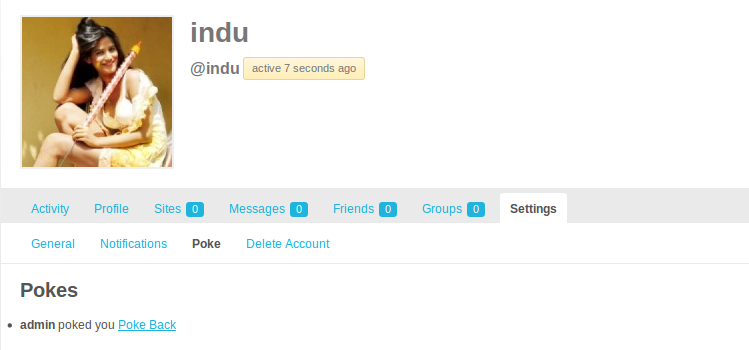 indu
@indu active 7 seconds ago
Activity Profile Sites 0 Messages 0 Friends 0 Groups 0 Settings
General Notifications Poke Delete Account
Pokes
• admin poked you Poke Back